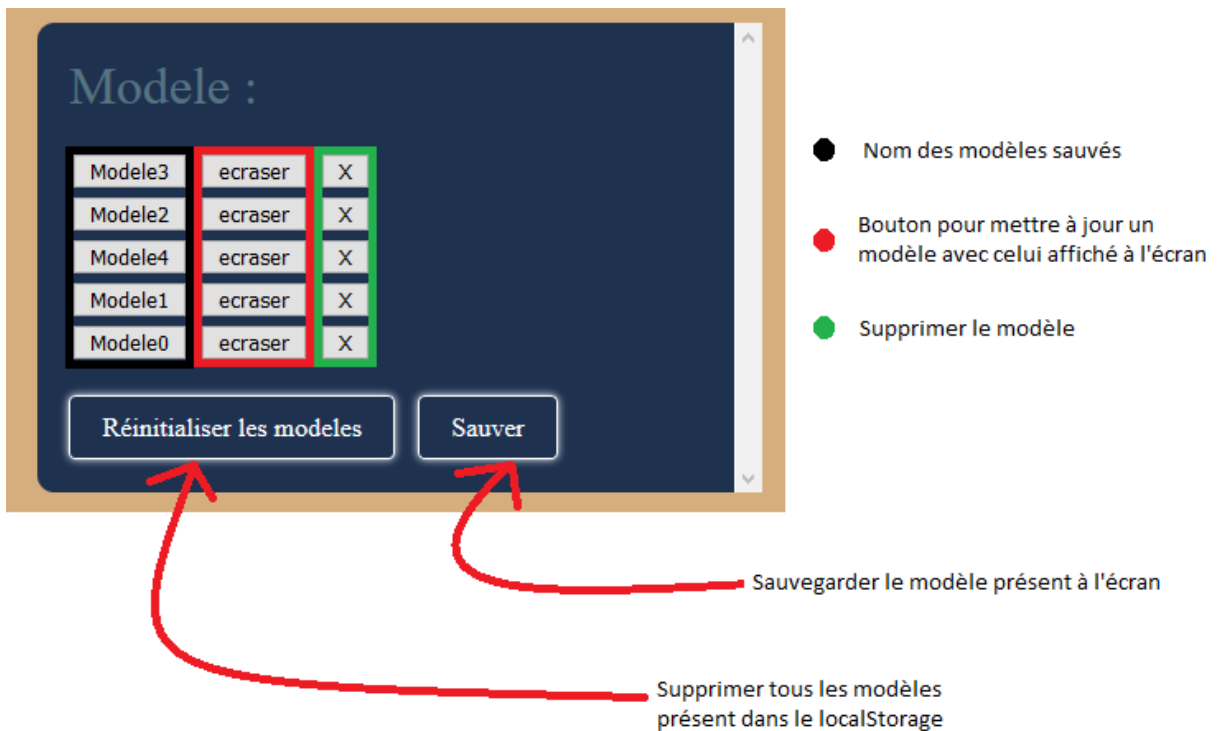 Modele :
Modele3 ecraser X
Modele2 ecraser X
Modele4 ecraser X
Modele1 ecraser X
Modele0 ecraser X
Réinitialiser les modeles Sauver
Nom des modèles sauvés
Bouton pour mettre à jour un
modèle avec celui affiché à l'écran
Supprimer le modèle
Sauvegarder le modèle présent à l'écran
Supprimer tous les modèles
présent dans le localStorage